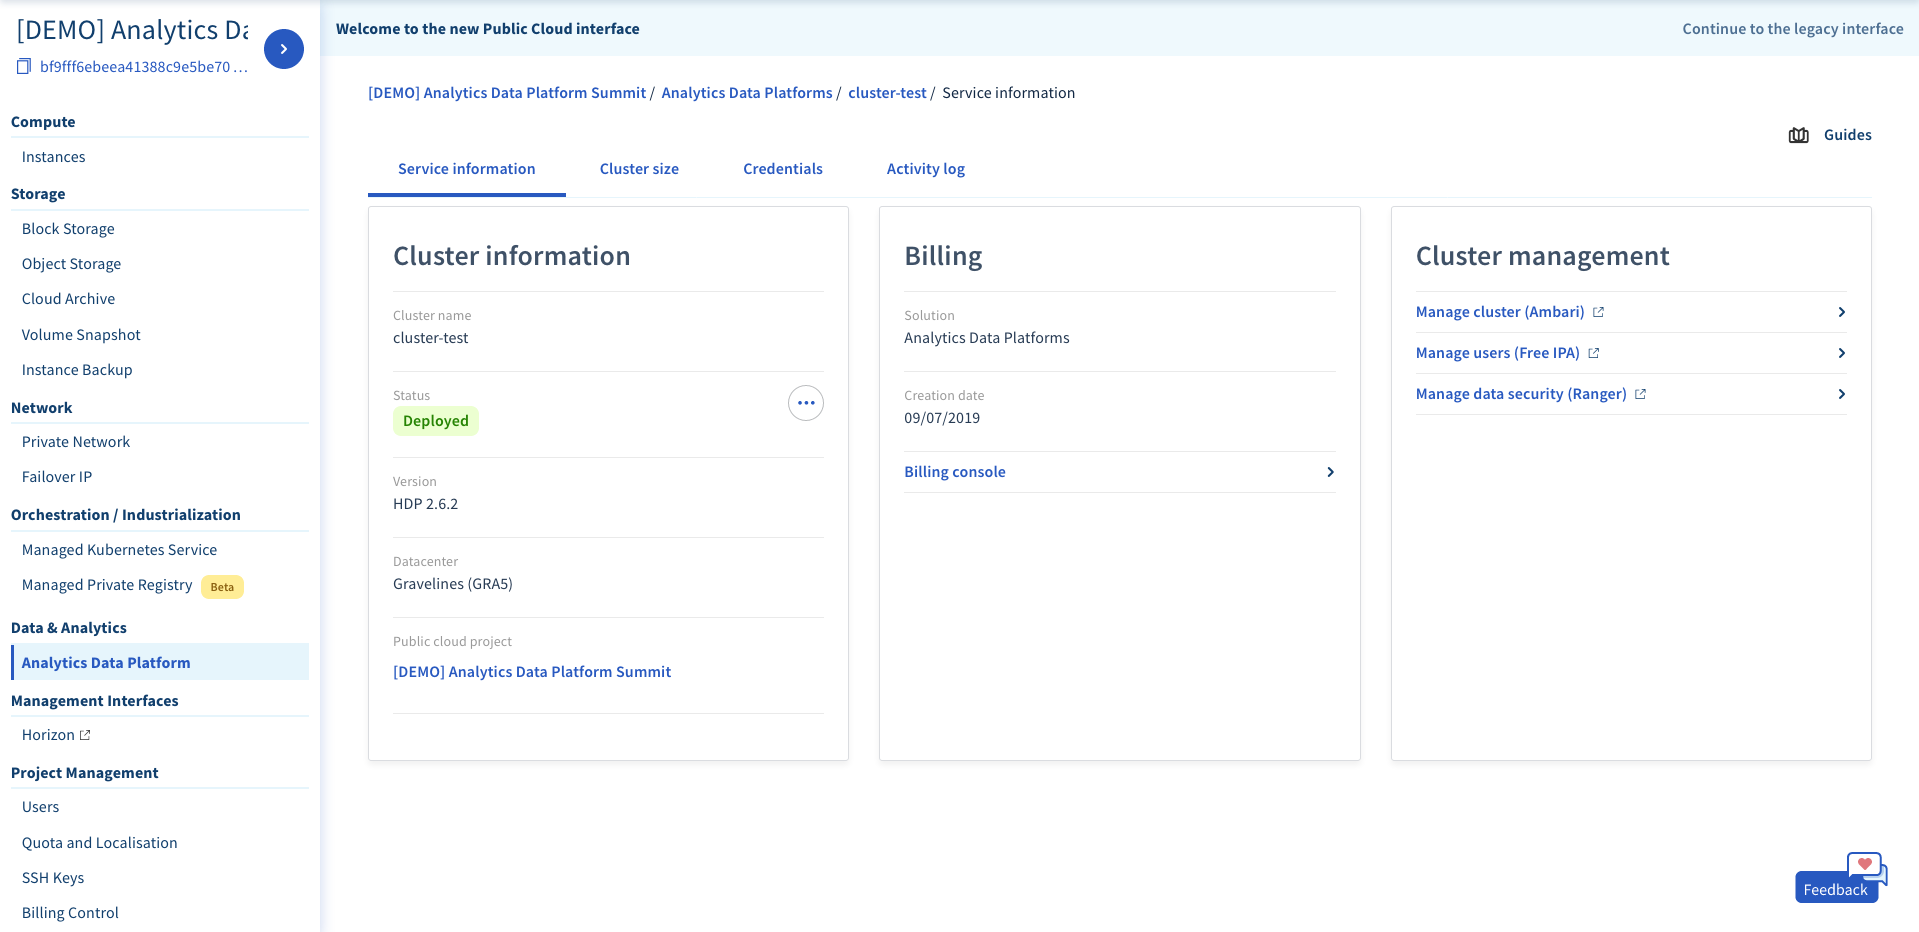 [DEMO] Analytics Da
bf9fff6ebeea41388c9e5be70 ...
Compute
Instances
Storage
Block Storage
Object Storage
Cloud Archive
Volume Snapshot
Instance Backup
Network
Private Network
Failover IP
Orchestration / Industrialization
Managed Kubernetes Service
Managed Private Registry Beta
Data & Analytics
Analytics Data Platform
Management Interfaces
Horizon
Project Management
Users
Quota and Localisation
SSH Keys
Billing Control
Welcome to the new Public Cloud interface
Continue to the legacy interface
[DEMO] Analytics Data Platform Summit / Analytics Data Platforms / cluster-test / Service information
Guides
Service information Cluster size Credentials Activity log
Cluster information
Cluster name
cluster-test
Status
Deployed
Version
HDP 2.6.2
Datacenter
Gravelines (GRA5)
Public cloud project
[DEMO] Analytics Data Platform Summit
Billing
Solution
Analytics Data Platforms
Creation date
09/07/2019
Billing console
Cluster management
Manage cluster (Ambari)
Manage users (Free IPA)
Manage data security (Ranger)
Feedback